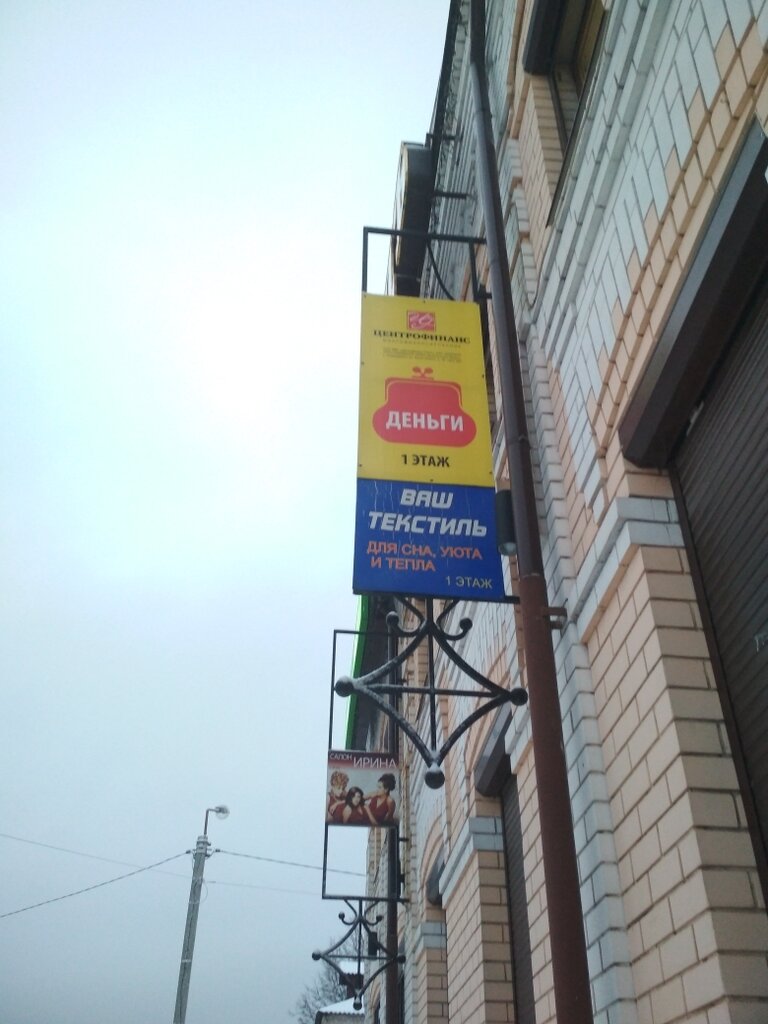 ЦЕНТРОФИНАНС
ДЕНЬГИ
1 ЭТАЖ
ВАШ
ТЕКСТИЛЬ
ДЛЯ СНА, УЮТА
И ТЕПЛА
1 ЭТАЖ
САЛОН
ИРИНА